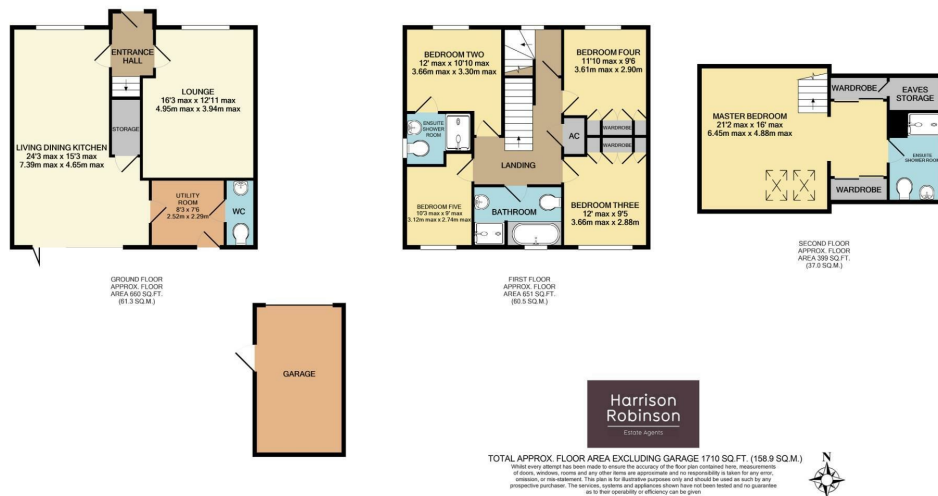 ENTRANCE
HALL
LOUNGE
16'3 max x 12'11 max
4.95m max x 3.94m max
STORAGE
LIVING DINING KITCHEN
24'3 max x 15'3 max
7.39m max x 4.65m max
UTILITY
ROOM
8'3 x 7'6
2.52m x 2.29m
WC
GROUND FLOOR
APPROX. FLOOR
AREA 660 SQ.FT.
(61.3 SQ.M.)
BEDROOM TWO
12' max x 10'10 max
3.66m max x 3.30m max
BEDROOM FOUR
11'10 max x 9'6
3.61m max x 2.90m
ENSUITE
SHOWER
ROOM
AC
WARDROBE
WARDROBE
LANDING
BEDROOM FIVE
10'3 max x 9' max
3.12m max x 2.74m max
BATHROOM
BEDROOM THREE
12' max x 9'5
3.66m max x 2.88m
FIRST FLOOR
APPROX. FLOOR
AREA 651 SQ.FT.
(60.5 SQ.M.)
WARDROBE
EAVES
STORAGE
MASTER BEDROOM
21'2 max x 16' max
6.45m max x 4.88m max
ENSUITE
SHOWER ROOM
WARDROBE
SECOND FLOOR
APPROX. FLOOR
AREA 399 SQ.FT.
(37.0 SQ.M.)
GARAGE
Harrison
Robinson
Estate Agents
TOTAL APPROX. FLOOR AREA EXCLUDING GARAGE 1710 SQ.FT. (158.9 SQ.M.)
Whilst every attempt has been made to ensure the accuracy of the floor plan contained here, measurements
of doors, windows, rooms and any other items are approximate and no responsibility is taken for any error,
omission, or mis-statement. This plan is for illustrative purposes only and should be used as such by any
prospective purchaser. The services, systems and appliances shown have not been tested and no guarantee
as to their operability or efficiency can be given
N